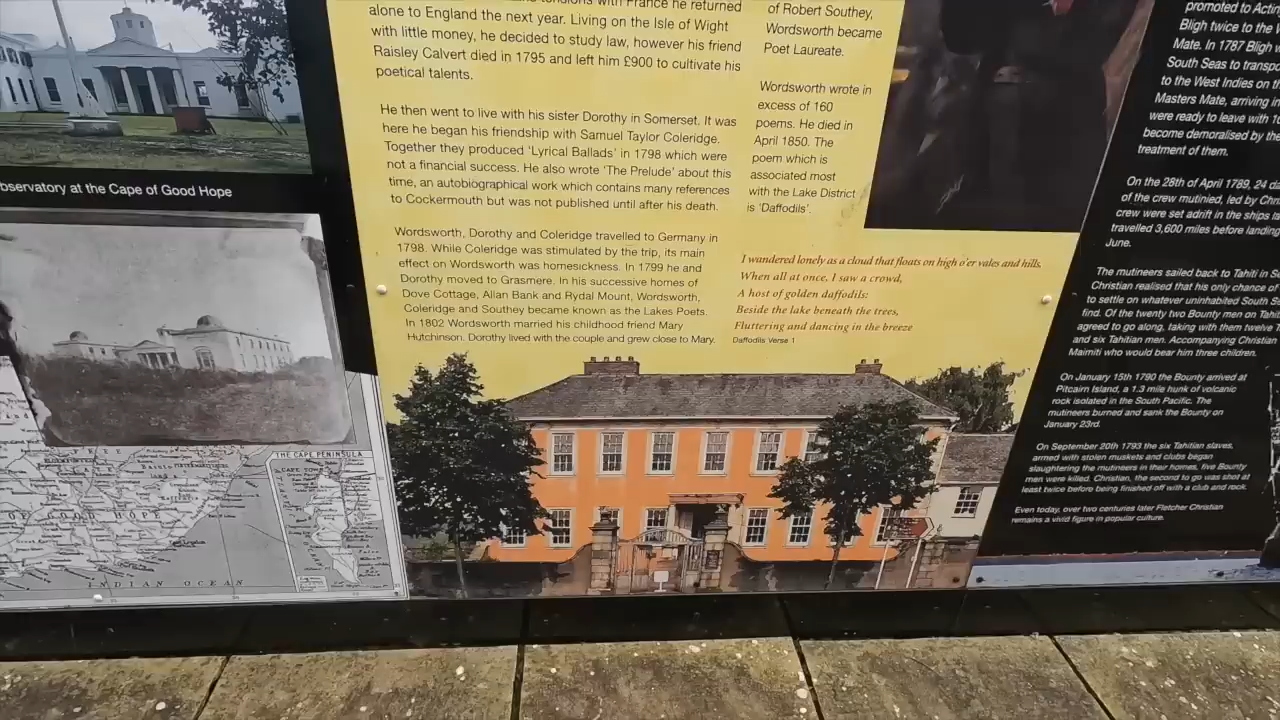 tensions with France he returned
alone to England the next year. Living on the Isle of Wight
with little money, he decided to study law, however his friend
Raisley Calvert died in 1795 and left him £900 to cultivate his
poetical talents.
He then went to live with his sister Dorothy in Somerset. It was
here he began his friendship with Samuel Taylor Coleridge.
Together they produced 'Lyrical Ballads' in 1798 which were
not a financial success. He also wrote 'The Prelude' about this
time, an autobiographical work which contains many references
to Cockermouth but was not published until after his death.
Wordsworth, Dorothy and Coleridge travelled to Germany in
1798. While Coleridge was stimulated by the trip, its main
effect on Wordsworth was homesickness. In 1799 he and
Dorothy moved to Grasmere. In his successive homes of
Dove Cottage, Allan Bank and Rydal Mount, Wordsworth,
Coleridge and Southey became known as the Lakes Poets.
In 1802 Wordsworth married his childhood friend Mary
Hutchinson. Dorothy lived with the couple and grew close to Mary.
of Robert Southey,
Wordsworth became
Poet Laureate.
Wordsworth wrote in
excess of 160
poems. He died in
April 1850. The
poem which is
associated most
with the Lake District
is 'Daffodils'.
I wandered lonely as a cloud that floats on high o'er vales and hills,
When all at once, I saw a crowd,
A host of golden daffodils:
Beside the lake beneath the trees,
Fluttering and dancing in the breeze
Daffodils Verse 1
observatory at the Cape of Good Hope
THE CAPE PENINSULA
CAPE TOWN
INDIAN OCEAN
promoted to Actin
Bligh twice to the W
Mate. In 1787 Bligh
South Seas to transpo
to the West Indies on th
Masters Mate, arriving in
were ready to leave with 10
become demoralised by the
treatment of them.
On the 28th of April 1789, 24 da
of the crew mutinied, led by Chri
crew were set adrift in the ships
travelled 3,600 miles before landing
June.
The mutineers sailed back to Tahiti in S
Christian realised that his only chance of
to settle on whatever uninhabited South S
find. Of the twenty two Bounty men on Tahit
agreed to go along, taking with them twelve
and six Tahitian men. Accompanying Christian
Maimiti who would bear him three children.
On January 15th 1790 the Bounty arrived at
Pitcairn Island, a 1.3 mile hunk of volcanic
rock isolated in the South Pacific. The
mutineers burned and sank the Bounty on
January 23rd.
On September 20th 1793 the six Tahitian slaves,
armed with stolen muskets and clubs began
slaughtering the mutineers in their homes, five Bounty
men were killed. Christian, the second to go was shot at
least twice before being finished off with a club and rock.
Even today, over two centuries later Fletcher Christian
remains a vivid figure in popular culture.